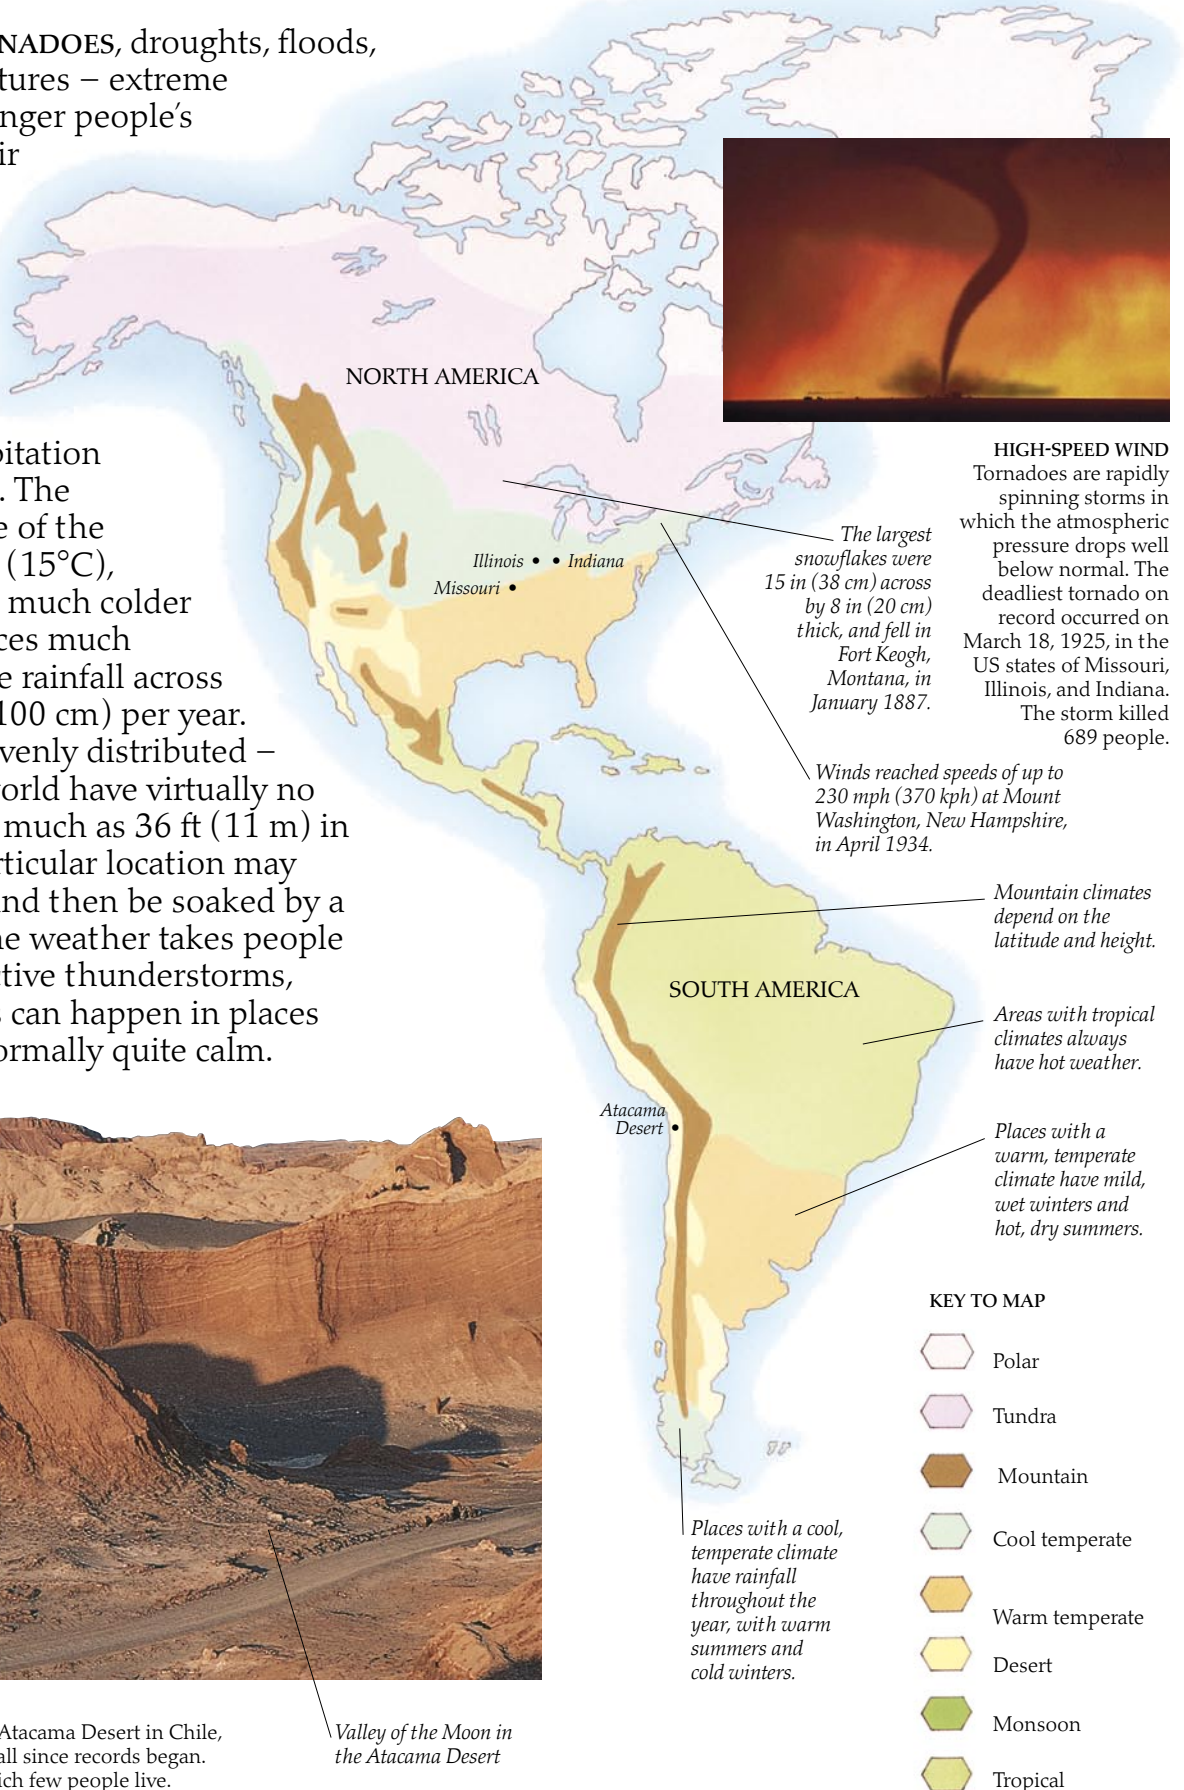 NADOES, droughts, floods,
tures – extreme
nger people's
ir
NORTH AMERICA
pitation
. The
e of the
(15°C),
much colder
ces much
e rainfall across
100 cm) per year.
venly distributed –
vorld have virtually no
much as 36 ft (11 m) in
rticular location may
nd then be soaked by a
ne weather takes people
ctive thunderstorms,
s can happen in places
ormally quite calm.
HIGH-SPEED WIND
Tornadoes are rapidly
spinning storms in
which the atmospheric
pressure drops well
below normal. The
deadliest tornado on
record occurred on
March 18, 1925, in the
US states of Missouri,
Illinois, and Indiana.
The storm killed
689 people.
The largest
snowflakes were
15 in (38 cm) across
by 8 in (20 cm)
thick, and fell in
Fort Keogh,
Montana, in
January 1887.
Illinois • • Indiana
Missouri •
Winds reached speeds of up to
230 mph (370 kph) at Mount
Washington, New Hampshire,
in April 1934.
Mountain climates
depend on the
latitude and height.
SOUTH AMERICA
Areas with tropical
climates always
have hot weather.
Atacama
Desert •
Places with a
warm, temperate
climate have mild,
wet winters and
hot, dry summers.
KEY TO MAP
Polar
Tundra
Mountain
Cool temperate
Warm temperate
Desert
Monsoon
Tropical
Places with a cool,
temperate climate
have rainfall
throughout the
year, with warm
summers and
cold winters.
Atacama Desert in Chile,
all since records began.
ich few people live.
Valley of the Moon in
the Atacama Desert